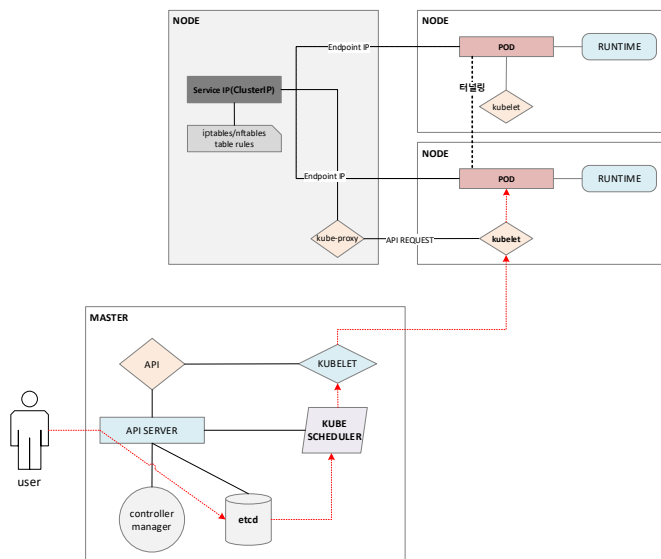 NODE
Service IP(ClusterIP)
iptables/nftables
table rules
Endpoint IP
Endpoint IP
kube-proxy
API REQUEST
NODE
POD
RUNTIME
kubelet
터널링
NODE
POD
RUNTIME
kubelet
MASTER
API
KUBELET
API SERVER
KUBE
SCHEDULER
controller
manager
etcd
user